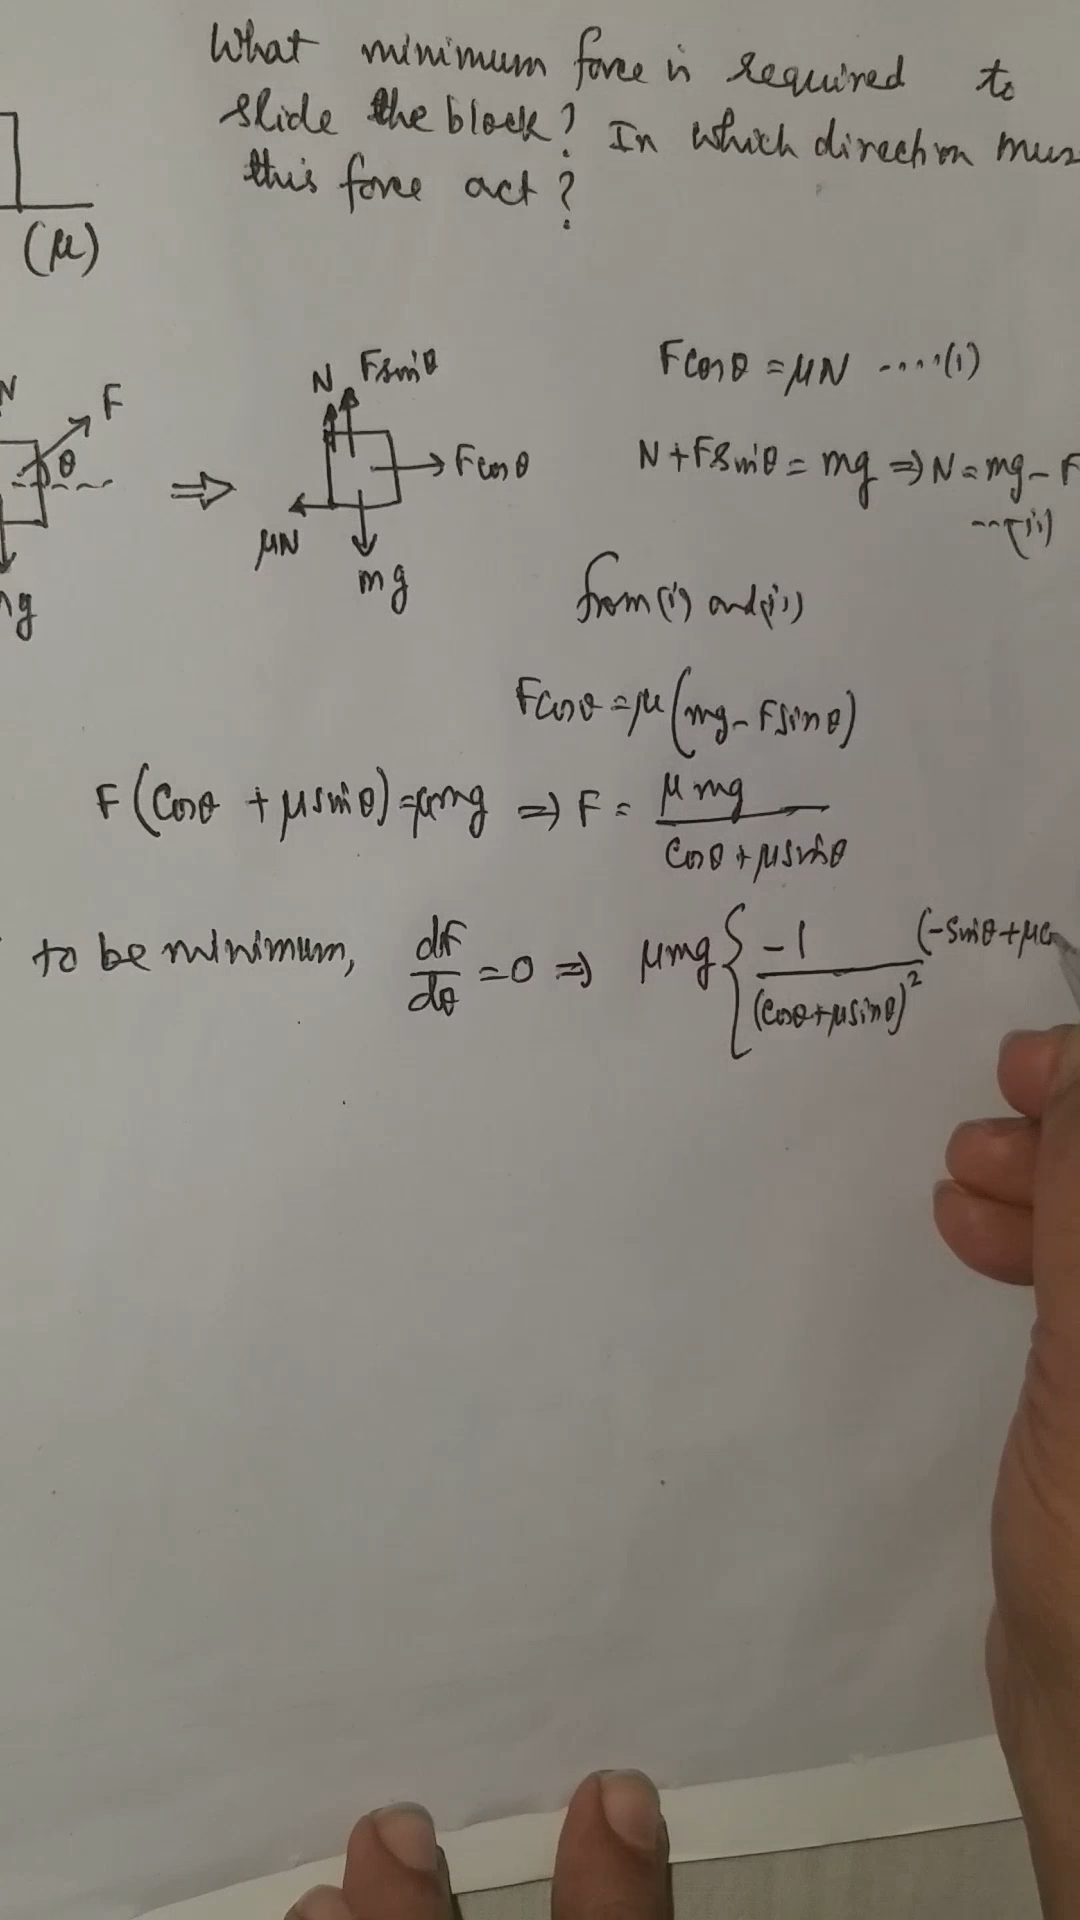 What minimum force is required to
slide the block? In which direction mus
this force act?
(μ)
N
F
θ
mg
⇒
N
Fsinθ
Fcosθ
μN
mg
Fcosθ = μN ....(i)
N + Fsinθ = mg ⇒ N = mg - F
...(ii)
from (i) and (ii)
Fcosθ = μ(mg - Fsinθ)
F(cosθ + μsinθ) = μmg ⇒ F = μmg / cosθ + μsinθ
to be minimum, dF/dθ = 0 ⇒ μmg { -1 / (cosθ + μsinθ)² (-sinθ + μc